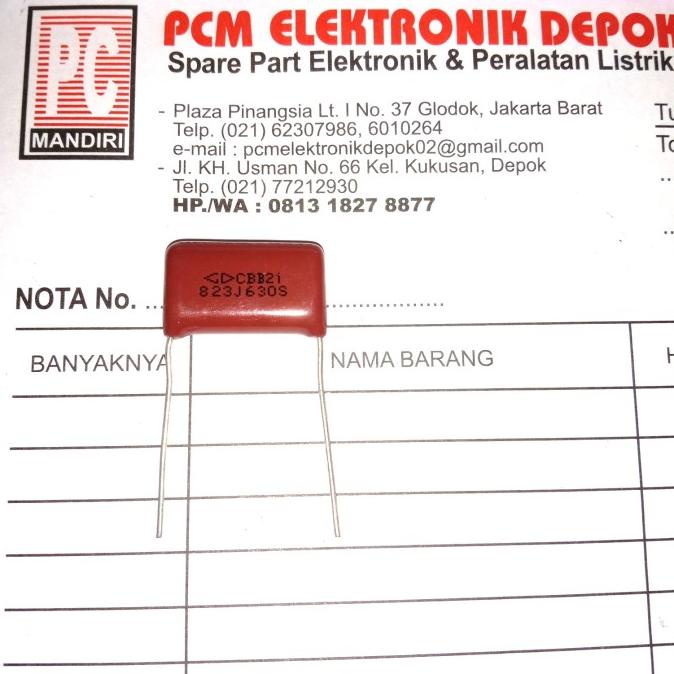 PC
MANDIRI
PCM ELEKTRONIK DEPOK
Spare Part Elektronik & Peralatan Listrik
- Plaza Pinangsia Lt. I No. 37 Glodok, Jakarta Barat
Telp. (021) 62307986, 6010264
e-mail : pcmelektronikdepok02@gmail.com
- Jl. KH. Usman No. 66 Kel. Kukusan, Depok
Telp. (021) 77212930
HP./WA : 0813 1827 8877
Tu
To
CBB21
823J630S
NOTA No. ........................
BANYAKNYA
NAMA BARANG
H